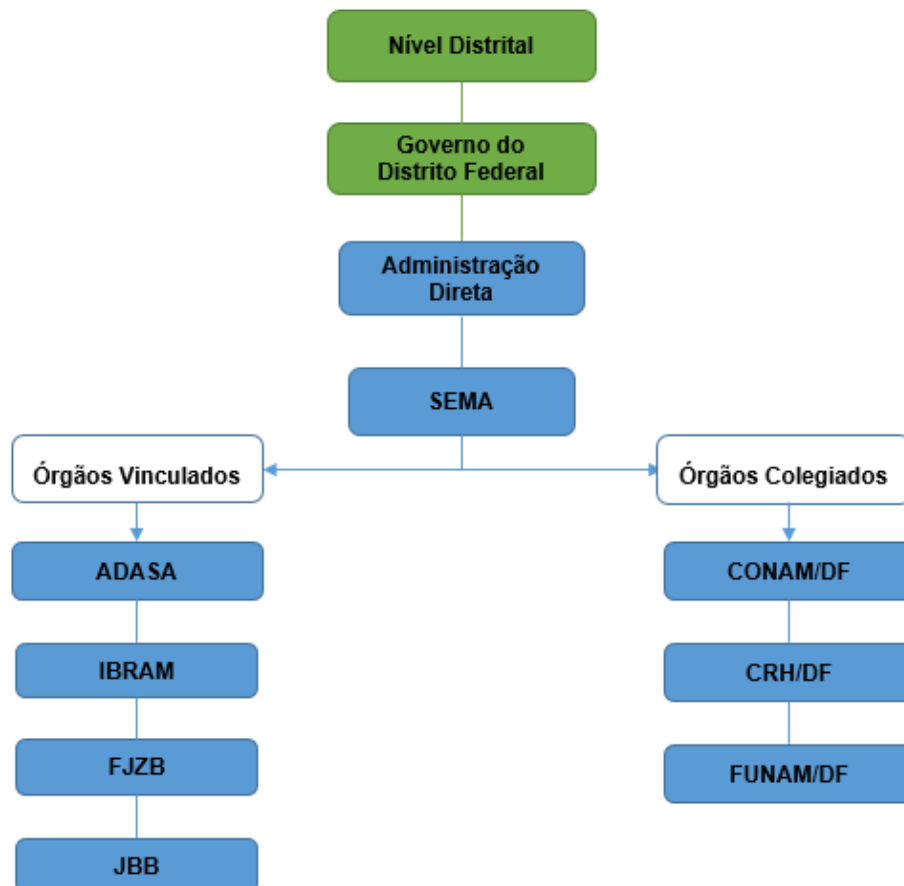 Nível Distrital
Governo do
Distrito Federal
Administração
Direta
SEMA
Órgãos Vinculados
ADASA
IBRAM
FJZB
JBB
Órgãos Colegiados
CONAM/DF
CRH/DF
FUNAM/DF